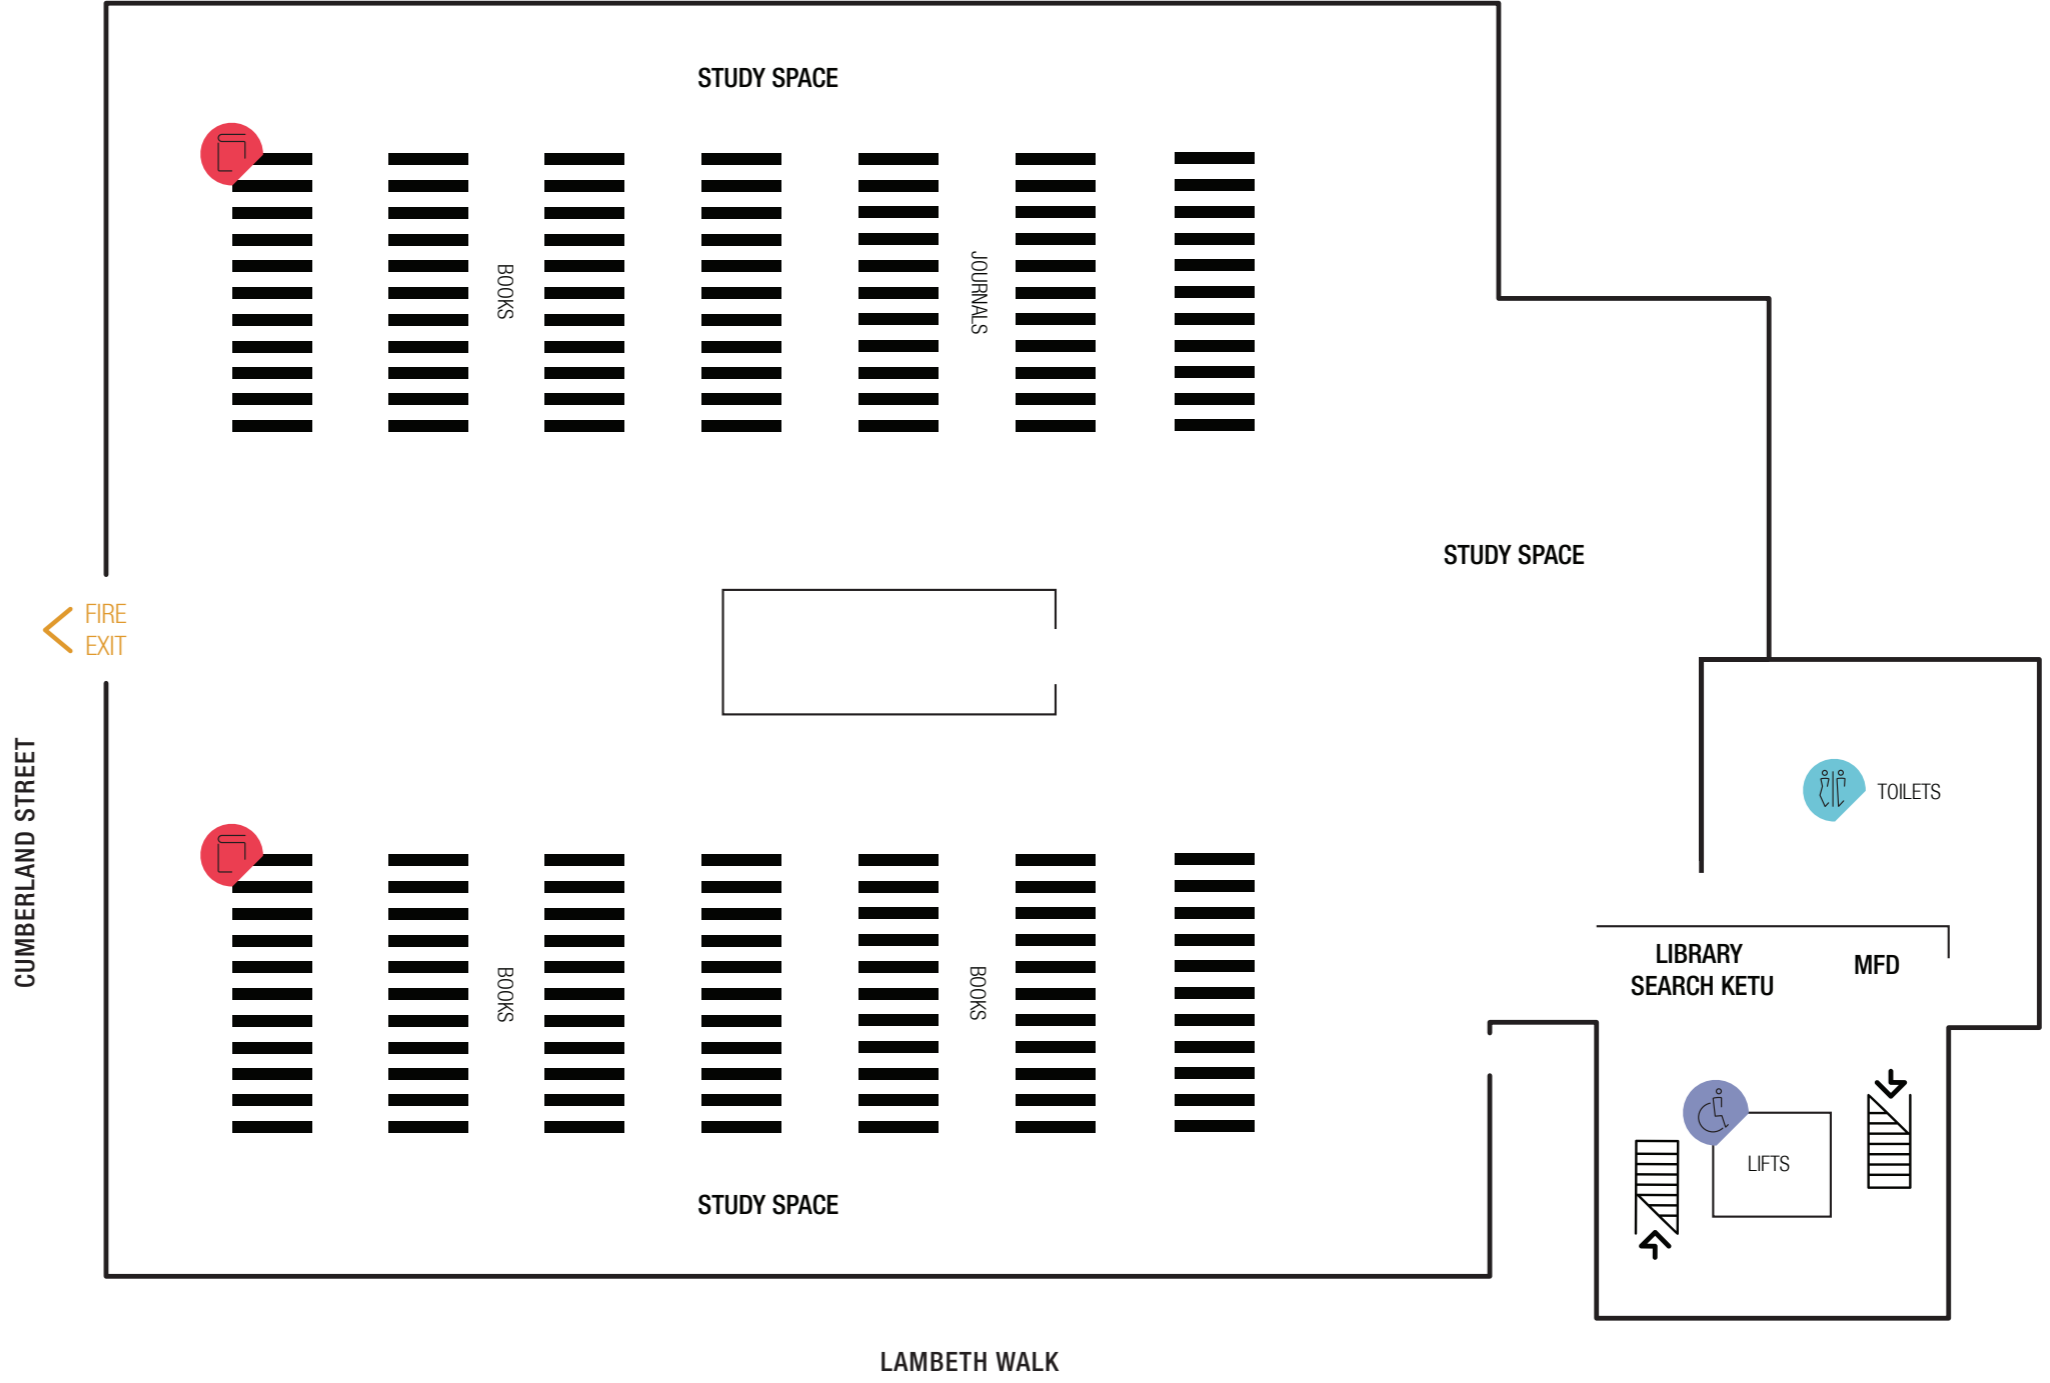 STUDY SPACE
BOOKS
JOURNALS
STUDY SPACE
FIRE
EXIT
CUMBERLAND STREET
TOILETS
BOOKS
BOOKS
LIBRARY
SEARCH KETU
MFD
LIFTS
STUDY SPACE
LAMBETH WALK